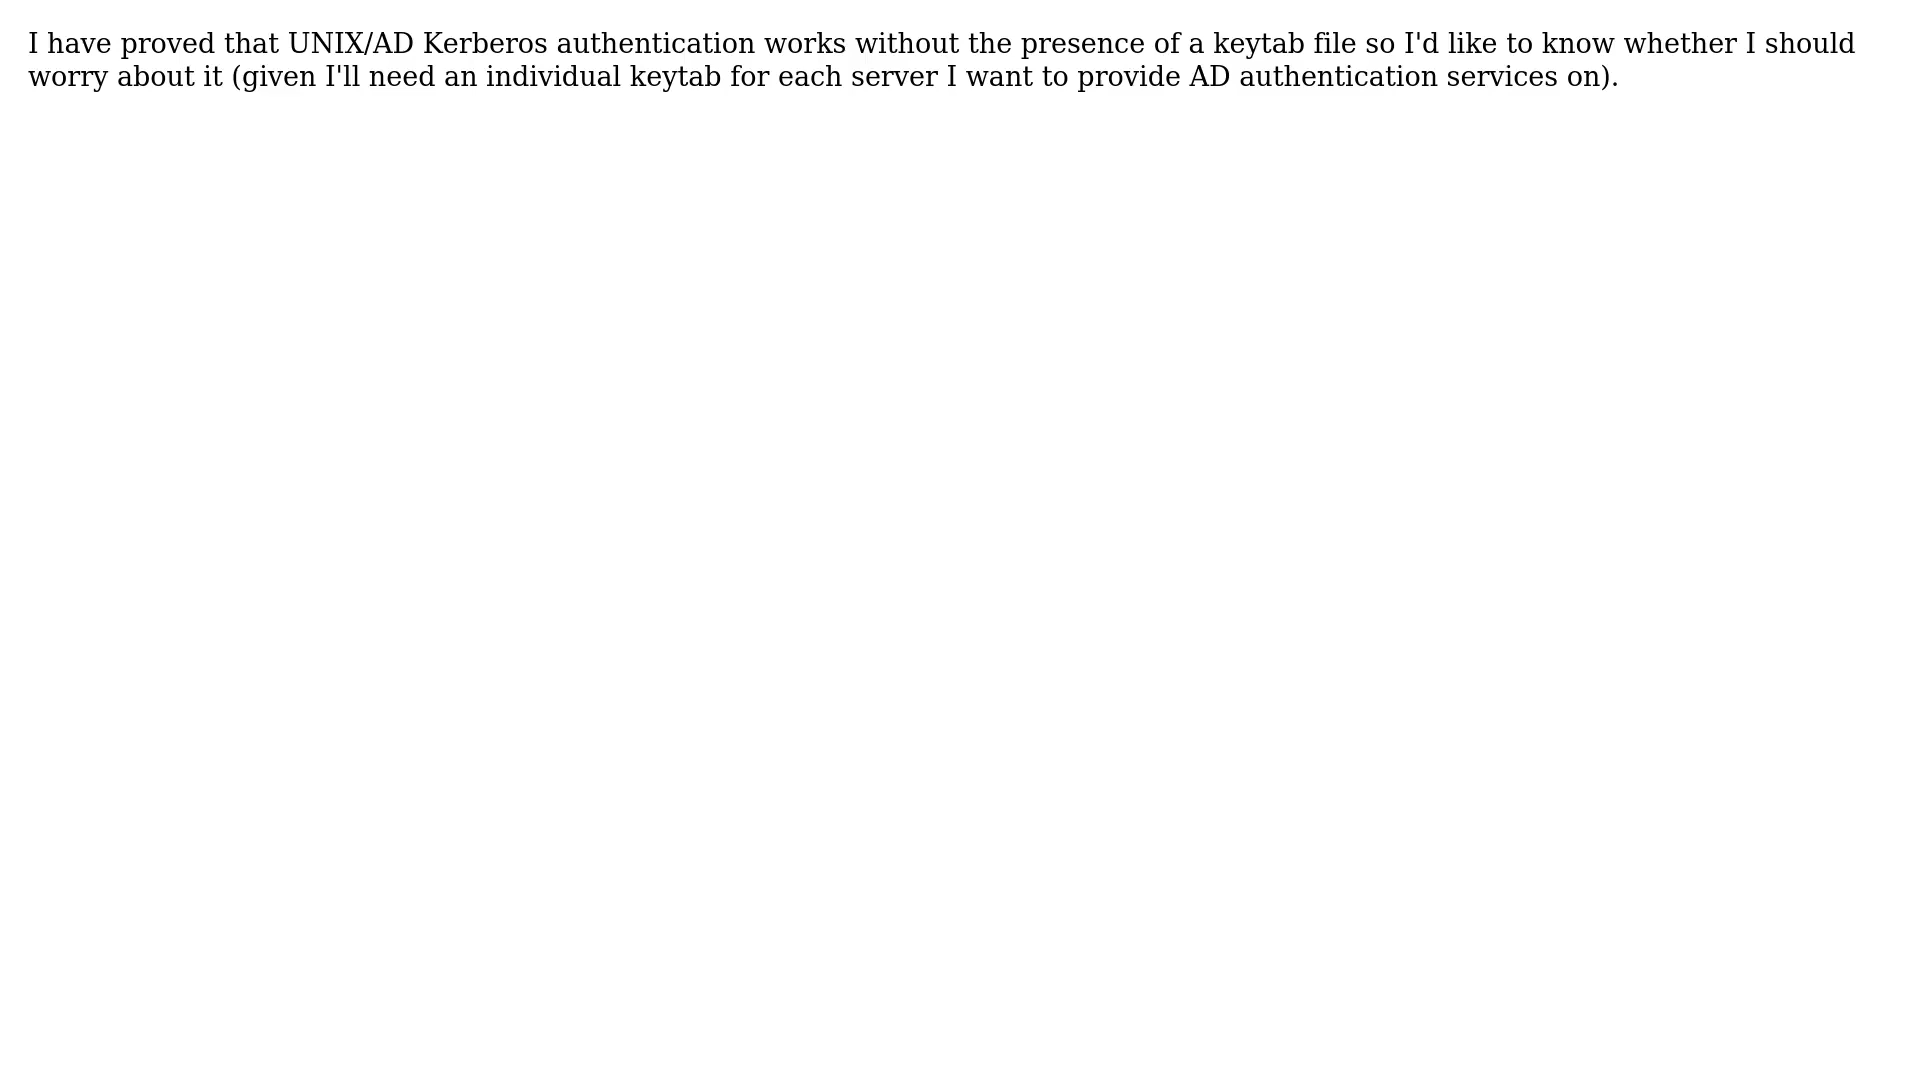 I have proved that UNIX/AD Kerberos authentication works without the presence of a keytab file so I'd like to know whether I should
worry about it (given I'll need an individual keytab for each server I want to provide AD authentication services on).